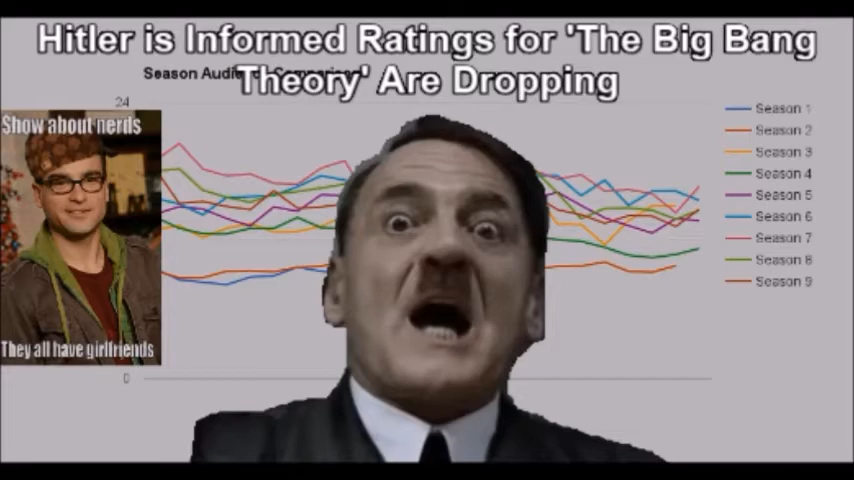 Hitler is Informed Ratings for 'The Big Bang
Theory' Are Dropping
Season
24
Season 1
Season 2
Season 3
Season 4
Season 5
Season 6
Season 7
Season 8
Season 9
Show about nerds
They all have girlfriends
0